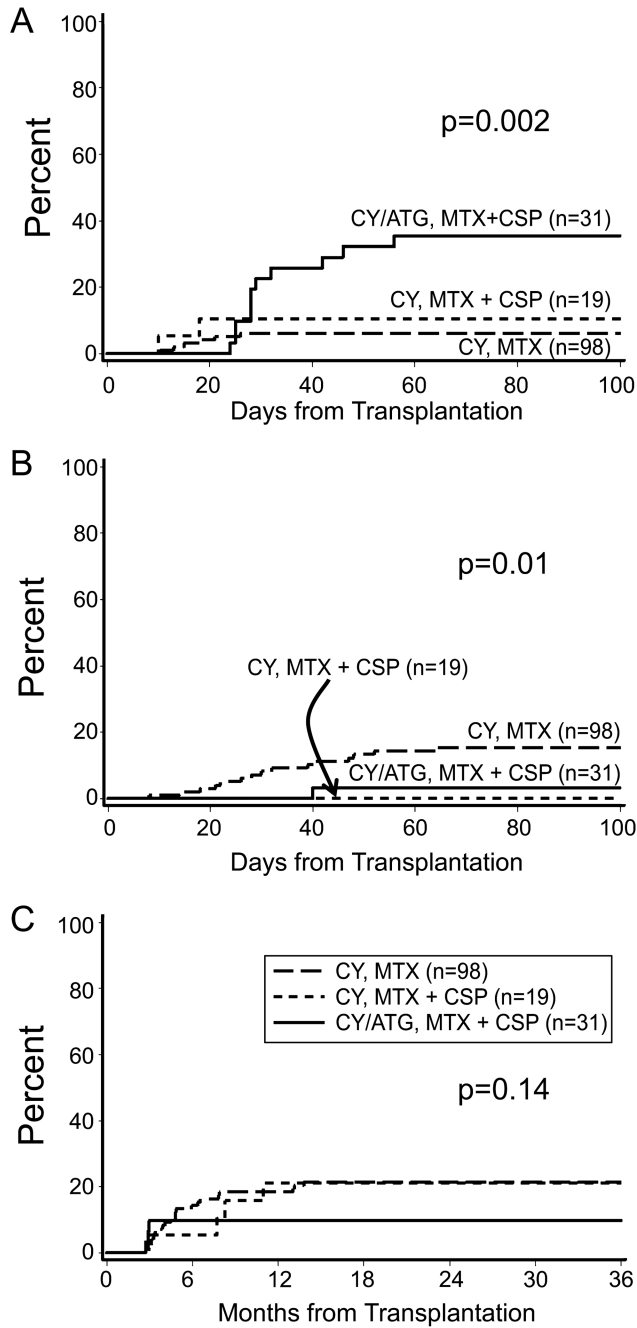 A
100
80
60
40
20
0
Percent
p=0.002
CY/ATG, MTX+CSP (n=31)
CY, MTX + CSP (n=19)
CY, MTX (n=98)
0 20 40 60 80 100
Days from Transplantation
B
100
80
60
40
20
0
Percent
p=0.01
CY, MTX + CSP (n=19)
CY, MTX (n=98)
CY/ATG, MTX + CSP (n=31)
0 20 40 60 80 100
Days from Transplantation
C
100
80
60
40
20
0
Percent
CY, MTX (n=98)
CY, MTX + CSP (n=19)
CY/ATG, MTX + CSP (n=31)
p=0.14
0 6 12 18 24 30 36
Months from Transplantation